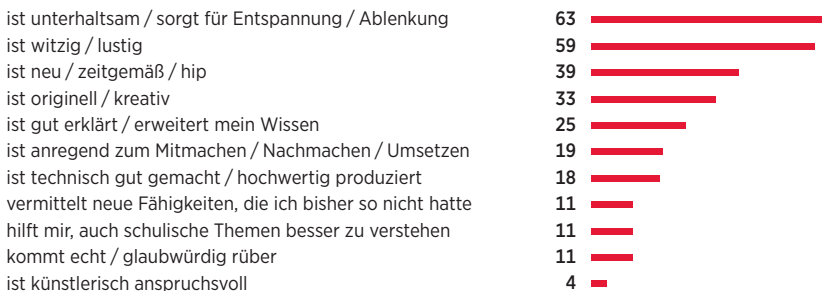 ist unterhaltsam / sorgt für Entspannung / Ablenkung 63
ist witzig / lustig 59
ist neu / zeitgemäß / hip 39
ist originell / kreativ 33
ist gut erklärt / erweitert mein Wissen 25
ist anregend zum Mitmachen / Nachmachen / Umsetzen 19
ist technisch gut gemacht / hochwertig produziert 18
vermittelt neue Fähigkeiten, die ich bisher so nicht hatte 11
hilft mir, auch schulische Themen besser zu verstehen 11
kommt echt / glaubwürdig rüber 11
ist künstlerisch anspruchsvoll 4